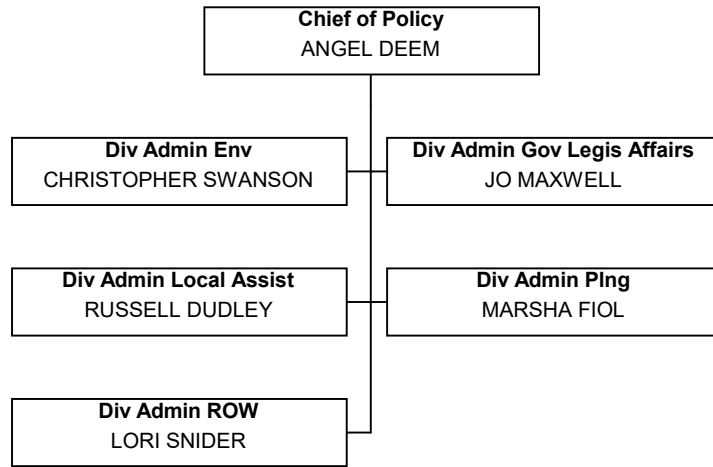 Chief of Policy
ANGEL DEEM
Div Admin Env
CHRISTOPHER SWANSON
Div Admin Gov Legis Affairs
JO MAXWELL
Div Admin Local Assist
RUSSELL DUDLEY
Div Admin Plng
MARSHA FIOL
Div Admin ROW
LORI SNIDER